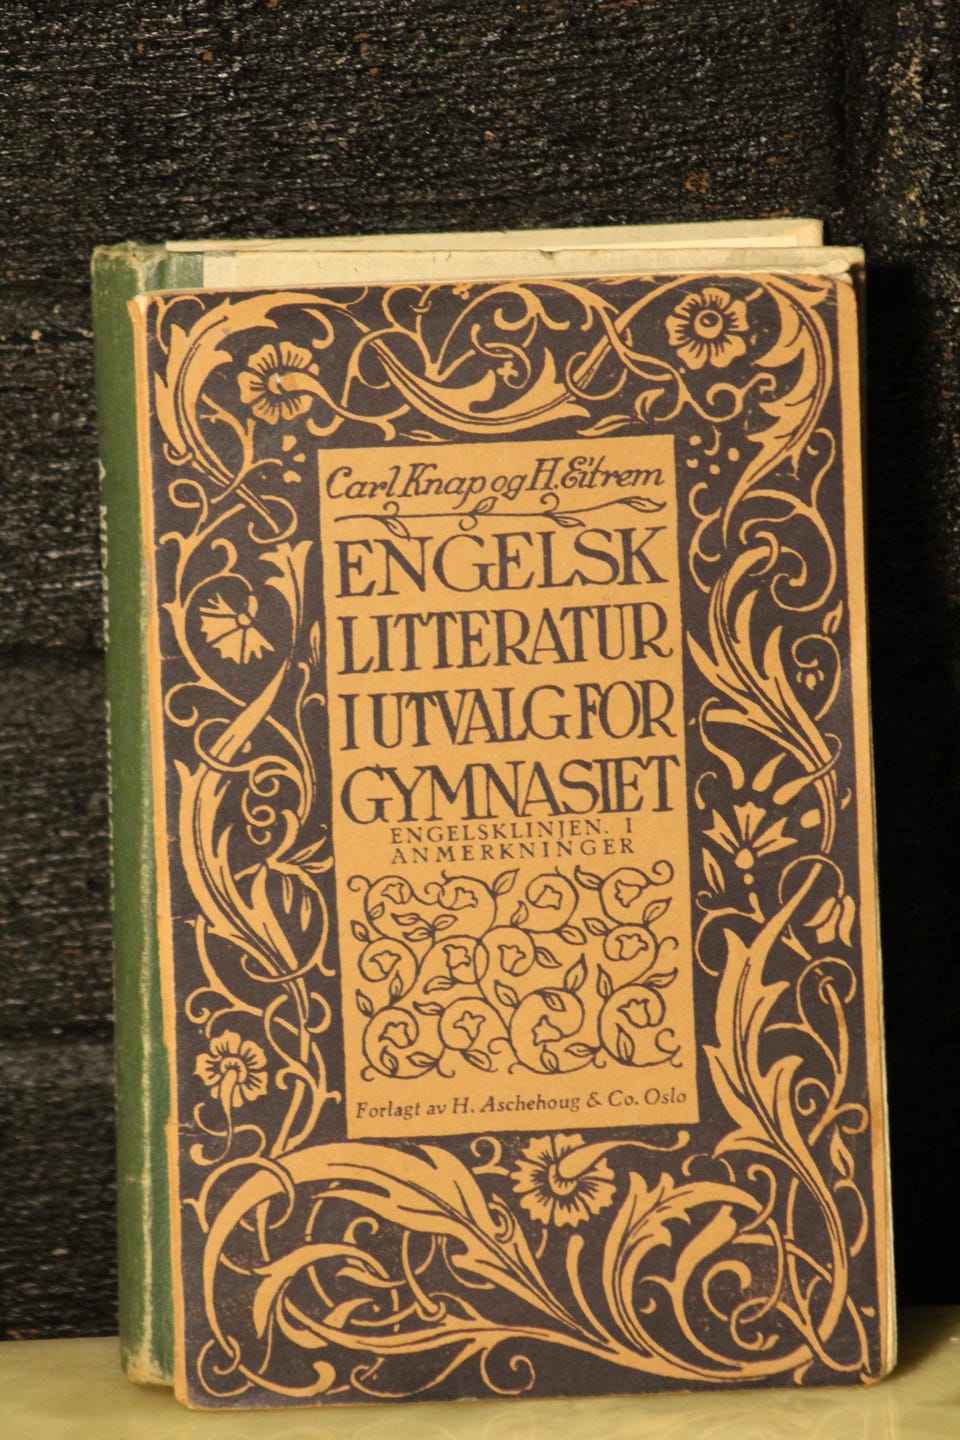 Carl Knap og H. Eitrem
ENGELSK
LITTERATUR
I UTVALG FOR
GYMNASIET
ENGELSKLINJEN. I
ANMERKNINGER
Forlagt av H. Aschehoug & Co. Oslo